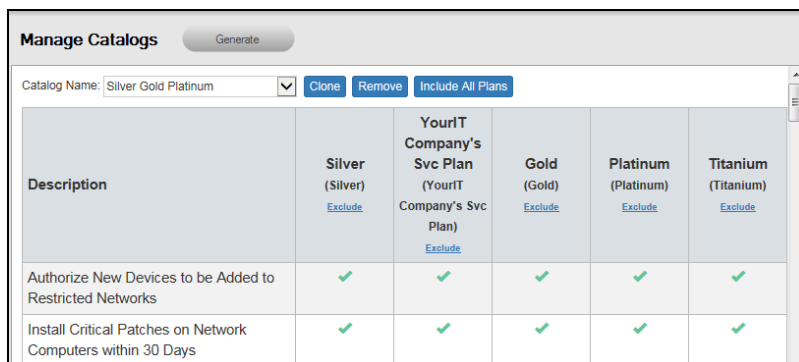 Manage Catalogs
Generate
Catalog Name: Silver Gold Platinum
Clone
Remove
Include All Plans
Description
Silver
(Silver)
Exclude
YourIT
Company's
Svc Plan
(YourIT
Company's Svc
Plan)
Exclude
Gold
(Gold)
Exclude
Platinum
(Platinum)
Exclude
Titanium
(Titanium)
Exclude
Authorize New Devices to be Added to
Restricted Networks
Install Critical Patches on Network
Computers within 30 Days